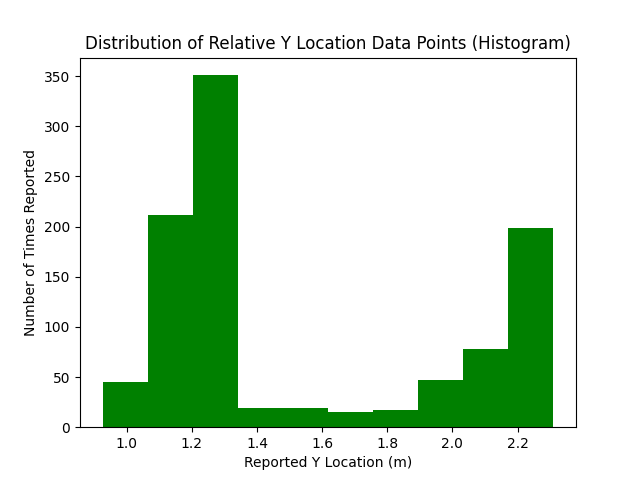 Distribution of Relative Y Location Data Points (Histogram)
Number of Times Reported
350
300
250
200
150
100
50
0
1.0 1.2 1.4 1.6 1.8 2.0 2.2
Reported Y Location (m)